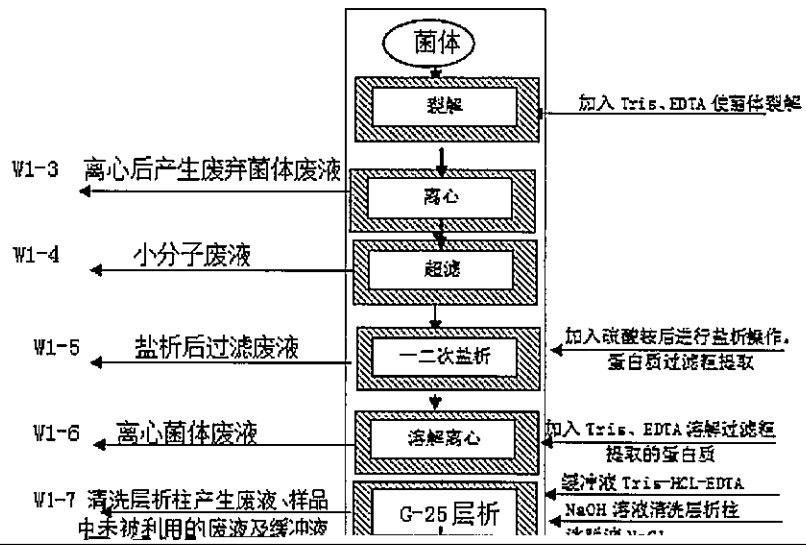 菌体
裂解
加入 Tris、EDTA 使菌体裂解
W1-3 离心后产生废弃菌体废液
离心
W1-4 小分子废液
超滤
W1-5 盐析后过滤废液
一二次盐析
加入硫酸铵后进行盐析操作,
蛋白质过滤粗提取
W1-6 离心菌体废液
溶解离心
加入 Tris、EDTA 溶解过滤粗
提取的蛋白质
W1-7 清洗层析柱产生废液、样品
中未被利用的废液及缓冲液
G-25 层析
缓冲液 Tris-HCL-EDTA
NaOH 溶液清洗层析柱